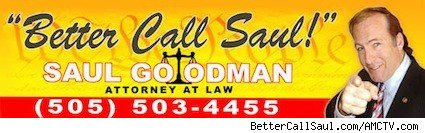 "Better Call Saul!"
SAUL GOODMAN
ATTORNEY AT LAW
(505) 503-4455
BetterCallSaul.com/AMCTV.com